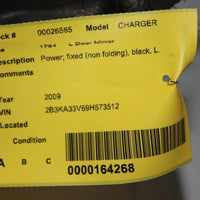 ck # 00026585 Model CHARGER
1764 L Door Mirror
Description Power; fixed (non folding), black, L.
omments
Year 2009
VIN 2B3KA33V69H573512
Located
Condition
A B C
0000164268